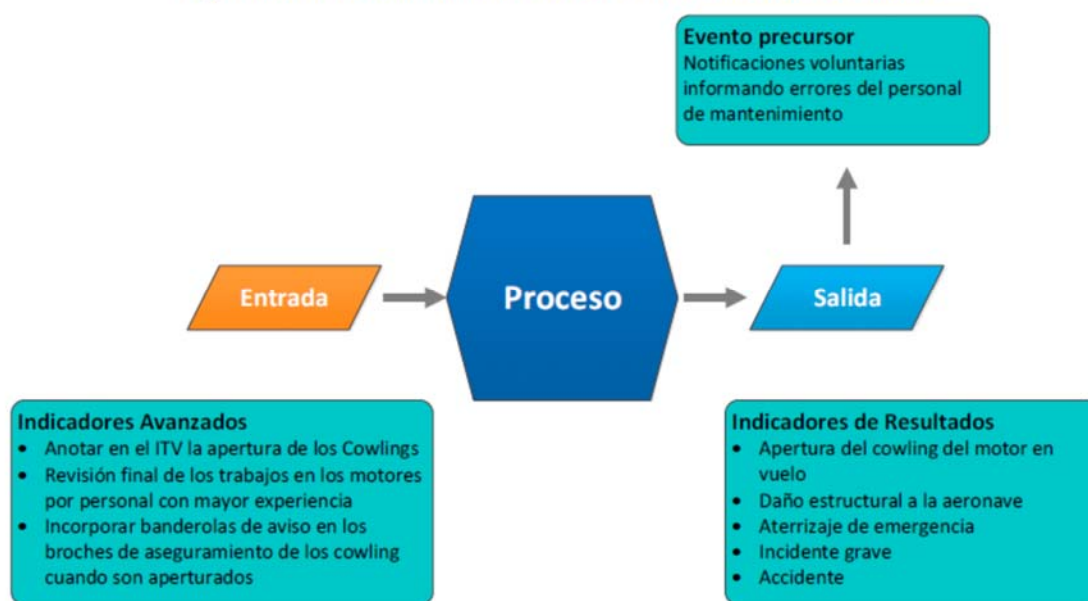 Evento precursor
Notificaciones voluntarias
informando errores del personal
de mantenimiento
Entrada
Proceso
Salida
Indicadores Avanzados
• Anotar en el ITV la apertura de los Cowlings
• Revisión final de los trabajos en los motores
por personal con mayor experiencia
• Incorporar banderolas de aviso en los
broches de aseguramiento de los cowling
cuando son aperturados
Indicadores de Resultados
• Apertura del cowling del motor en
vuelo
• Daño estructural a la aeronave
• Aterrizaje de emergencia
• Incidente grave
• Accidente